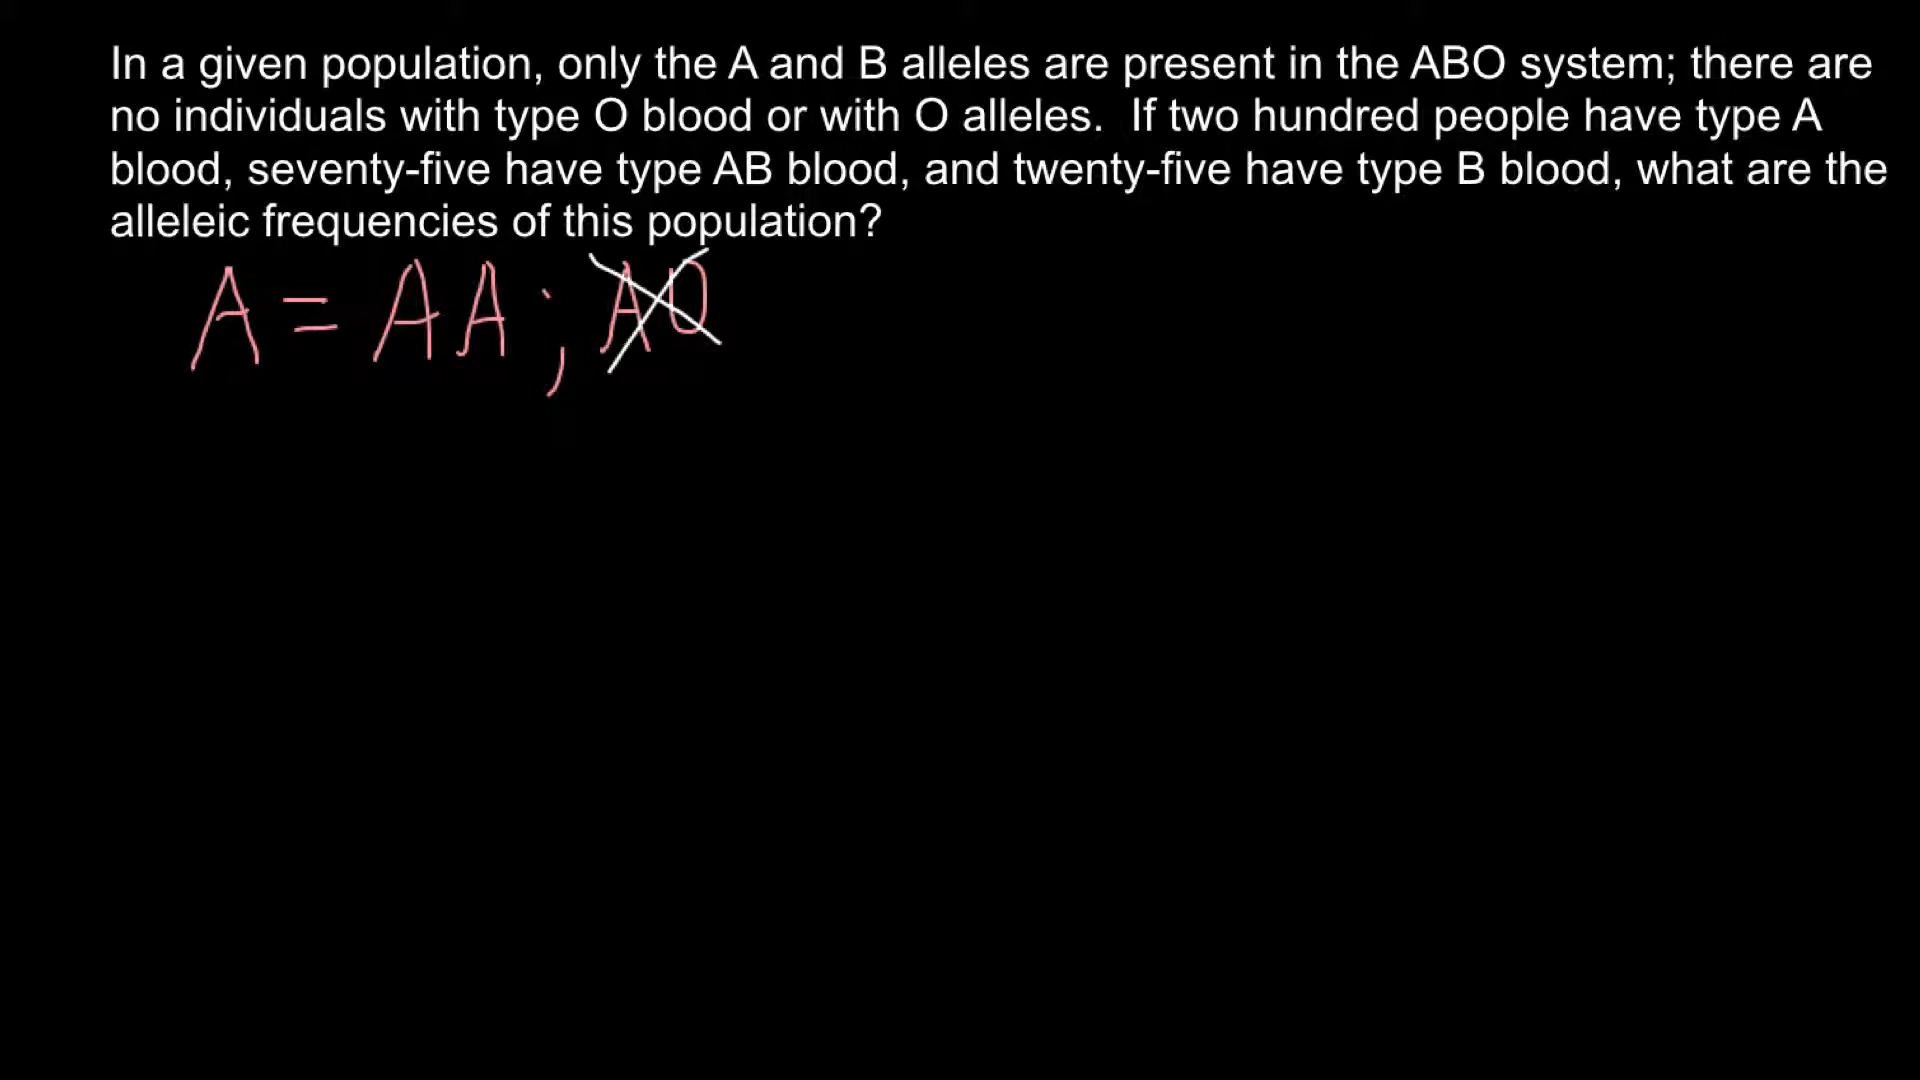 In a given population, only the A and B alleles are present in the ABO system; there are
no individuals with type O blood or with O alleles.  If two hundred people have type A
blood, seventy-five have type AB blood, and twenty-five have type B blood, what are the
alleleic frequencies of this population?
A = AA ; AO